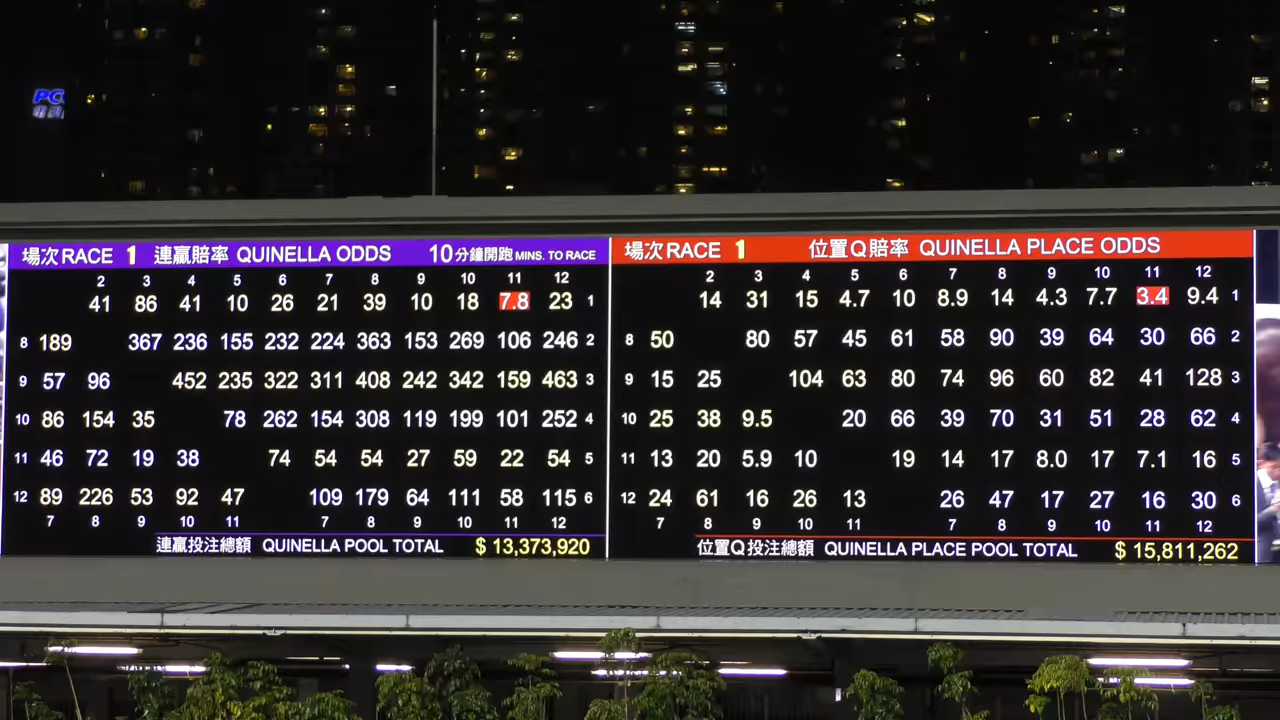 PC
場次 RACE 1 連贏賠率 QUINELLA ODDS 10 分鐘開跑 MINS. TO RACE
2 3 4 5 6 7 8 9 10 11 12
41 86 41 10 26 21 39 10 18 7.8 23 1
8 189 367 236 155 232 224 363 153 269 106 246 2
9 57 96 452 235 322 311 408 242 342 159 463 3
10 86 154 35 78 262 154 308 119 199 101 252 4
11 46 72 19 38 74 54 54 27 59 22 54 5
12 89 226 53 92 47 109 179 64 111 58 115 6
7 8 9 10 11 7 8 9 10 11 12
連贏投注總額 QUINELLA POOL TOTAL $ 13,373,920
場次 RACE 1 位置Q賠率 QUINELLA PLACE ODDS
2 3 4 5 6 7 8 9 10 11 12
14 31 15 4.7 10 8.9 14 4.3 7.7 3.4 9.4 1
8 50 80 57 45 61 58 90 39 64 30 66 2
9 15 25 104 63 80 74 96 60 82 41 128 3
10 25 38 9.5 20 66 39 70 31 51 28 62 4
11 13 20 5.9 10 19 14 17 8.0 17 7.1 16 5
12 24 61 16 26 13 26 47 17 27 16 30 6
7 8 9 10 11 7 8 9 10 11 12
位置Q投注總額 QUINELLA PLACE POOL TOTAL $ 15,811,262